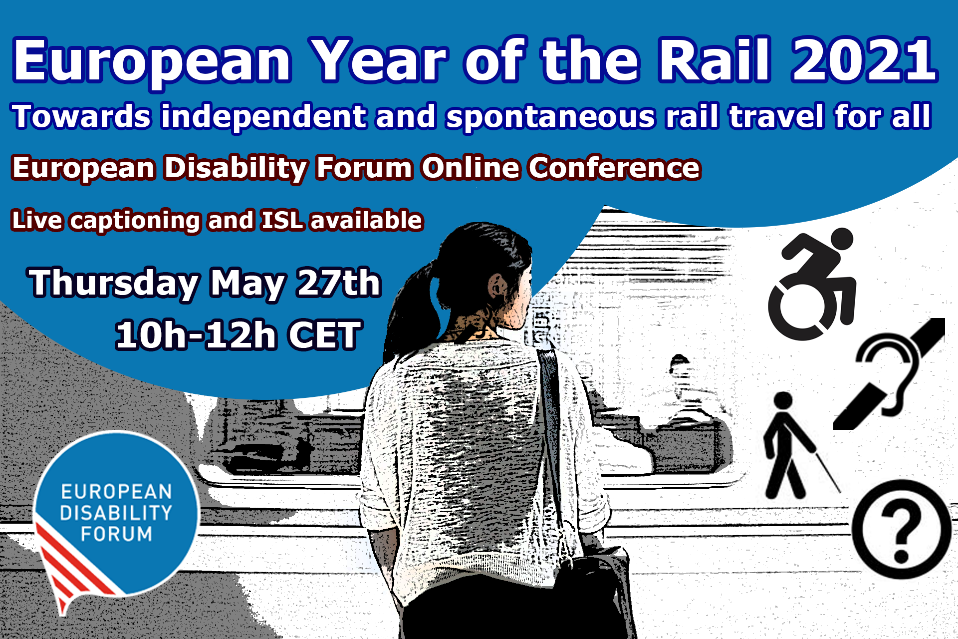 European Year of the Rail 2021
Towards independent and spontaneous rail travel for all
European Disability Forum Online Conference
Live captioning and ISL available
Thursday May 27th
10h-12h CET
EUROPEAN
DISABILITY
FORUM
?